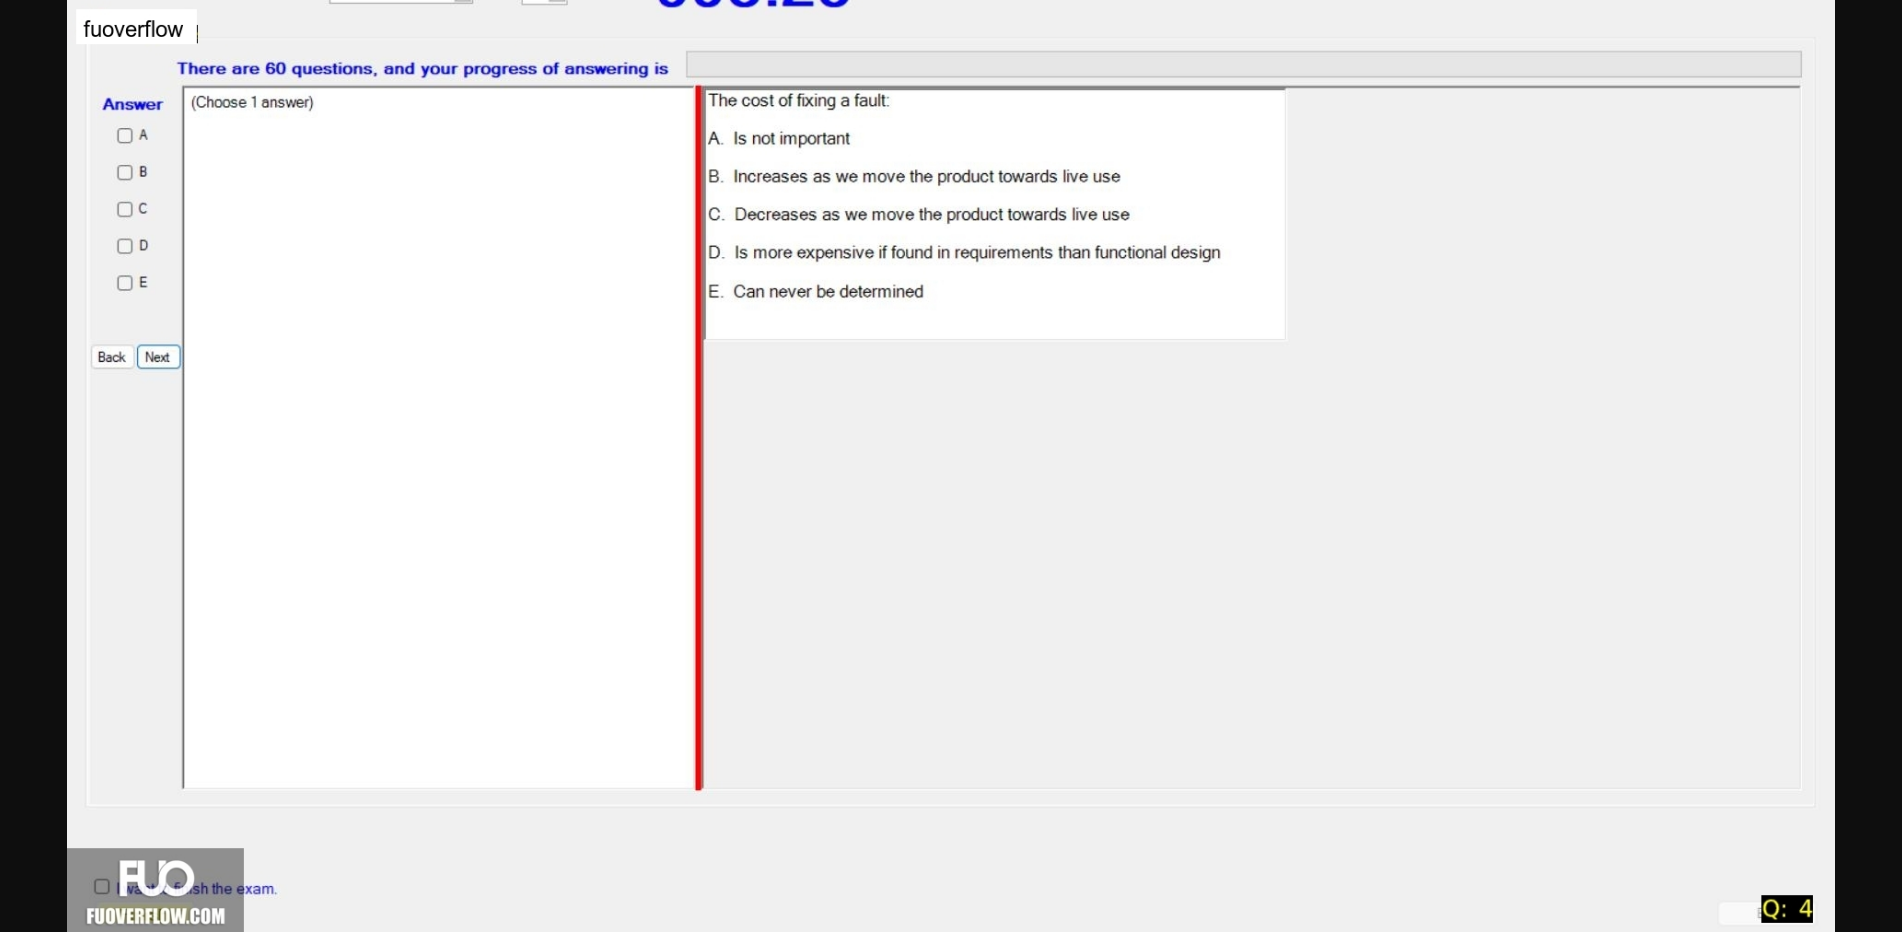 fuoverflow
There are 60 questions, and your progress of answering is
Answer
(Choose 1 answer)
A
B
C
D
E
Back Next
The cost of fixing a fault:
A. Is not important
B. Increases as we move the product towards live use
C. Decreases as we move the product towards live use
D. Is more expensive if found in requirements than functional design
E. Can never be determined
FUO
the exam.
FUOVERFLOW.COM
Q: 4